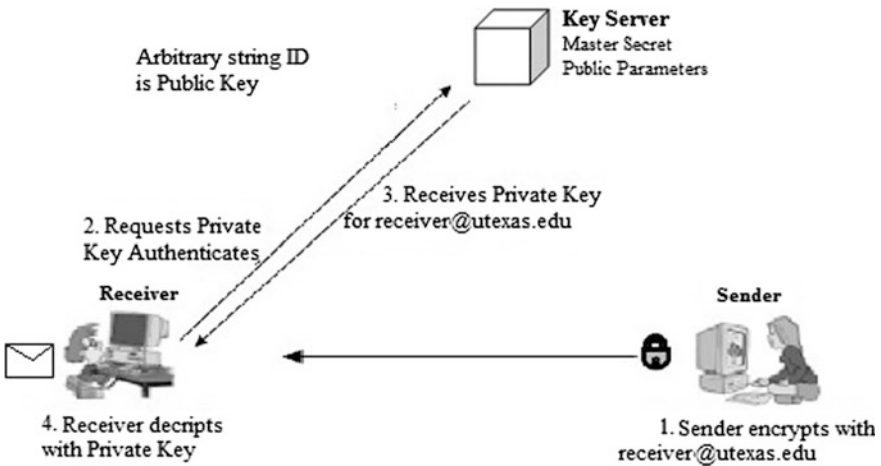 Key Server
Master Secret
Public Parameters
Arbitrary string ID
is Public Key
3. Receives Private Key
for receiver@utexas.edu
2. Requests Private
Key Authenticates
Receiver
Sender
4. Receiver decripts
with Private Key
1. Sender encrypts with
receiver@utexas.edu